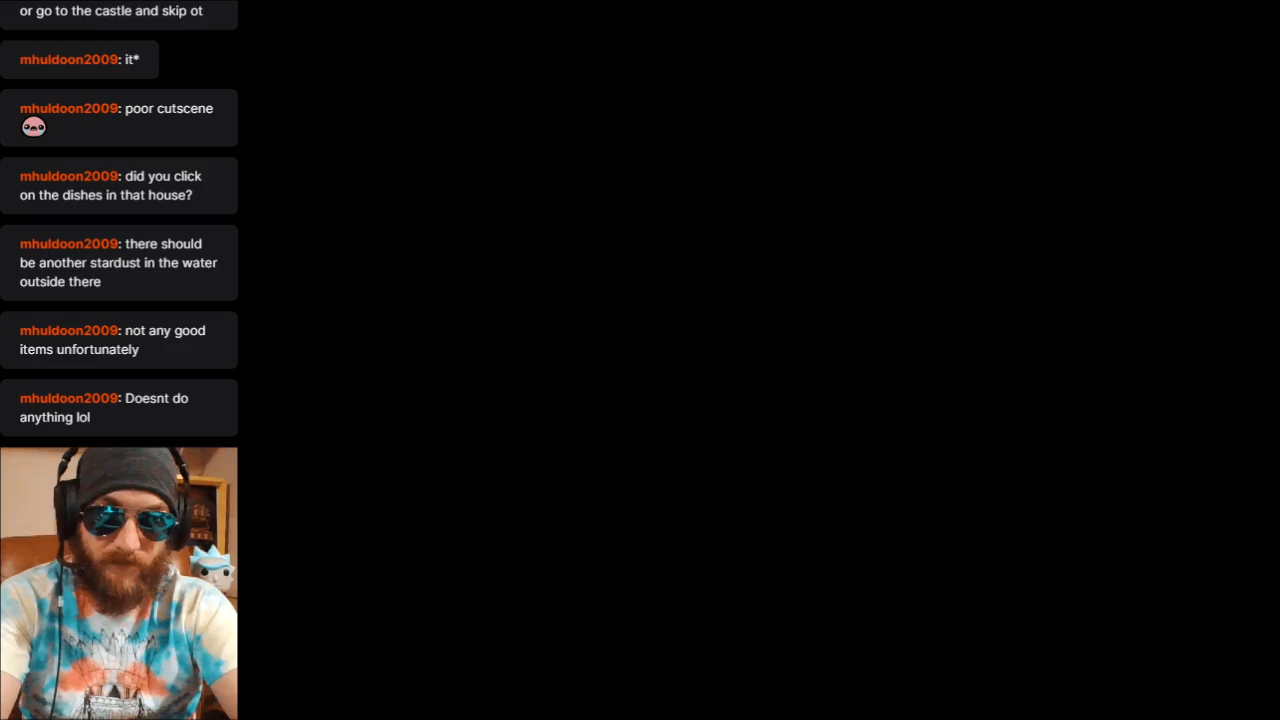 or go to the castle and skip ot
mhuldoon2009: it*
mhuldoon2009: poor cutscene
mhuldoon2009: did you click
on the dishes in that house?
mhuldoon2009: there should
be another stardust in the water
outside there
mhuldoon2009: not any good
items unfortunately
mhuldoon2009: Doesnt do
anything lol